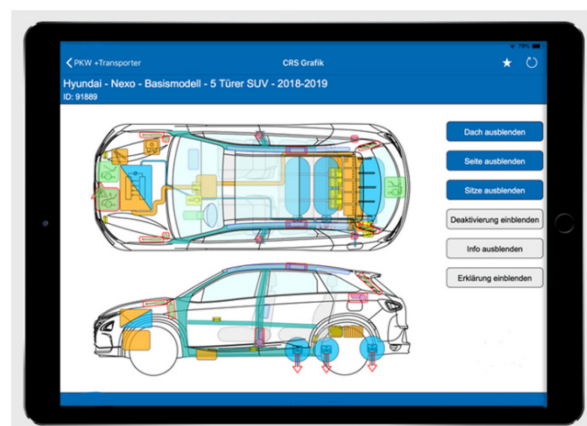 79%
PKW +Transporter
CRS Grafik
Hyundai - Nexo - Basismodell - 5 Türer SUV - 2018-2019
ID: 91889
Dach ausblenden
Seite ausblenden
Sitze ausblenden
Deaktivierung einblenden
Info ausblenden
Erklärung einblenden